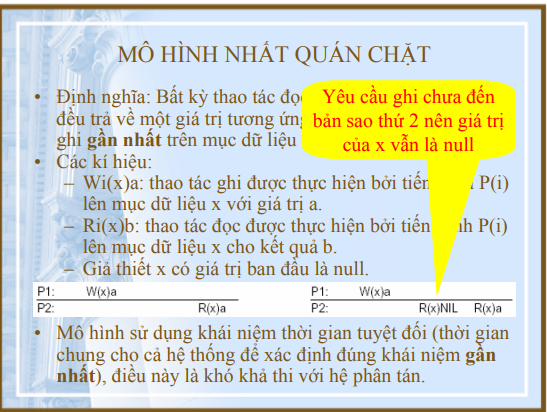 MÔ HÌNH NHẤT QUÁN CHẶT
• Định nghĩa: Bất kỳ thao tác đọ
đều trả về một giá trị tương ứng
ghi gần nhất trên mục dữ liệu
Yêu cầu ghi chưa đến
bản sao thứ 2 nên giá trị
của x vẫn là null
• Các kí hiệu:
– Wi(x)a: thao tác ghi được thực hiện bởi tiến h P(i)
lên mục dữ liệu x với giá trị a.
– Ri(x)b: thao tác đọc được thực hiện bởi tiến nh P(i)
lên mục dữ liệu x cho kết quả b.
– Giả thiết x có giá trị ban đầu là null.
P1: W(x)a
P2: R(x)a
P1: W(x)a
P2: R(x)NIL R(x)a
• Mô hình sử dụng khái niệm thời gian tuyệt đối (thời gian
chung cho cả hệ thống để xác định đúng khái niệm gần
nhất), điều này là khó khả thi với hệ phân tán.